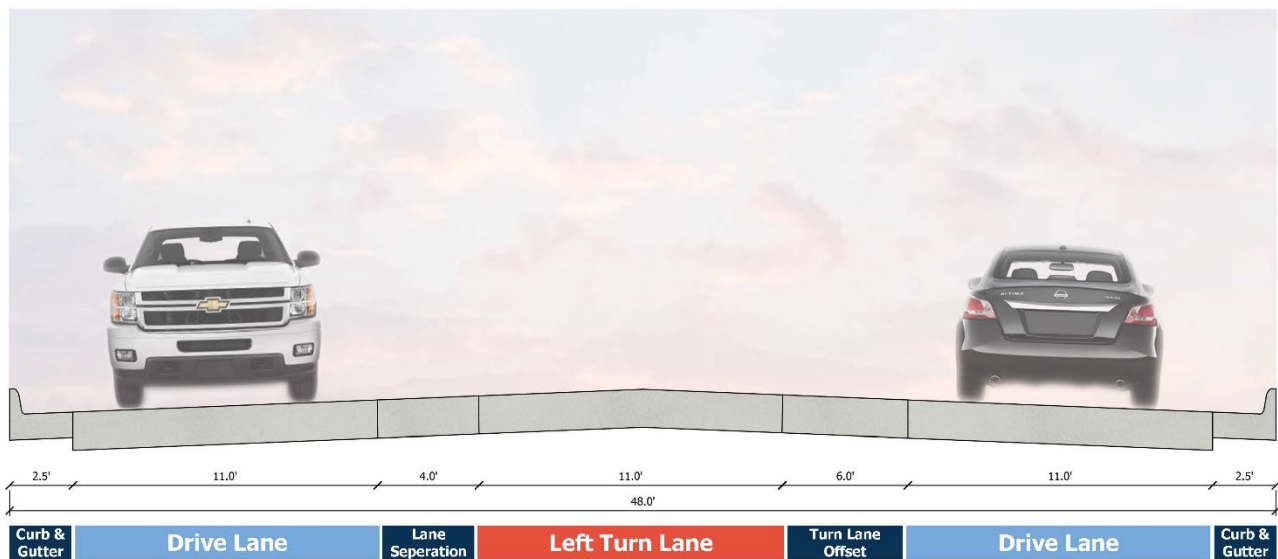 ALTIMA
2.5'
11.0'
4.0'
11.0'
6.0'
11.0'
2.5'
48.0'
Curb &
Gutter
Drive Lane
Lane
Seperation
Left Turn Lane
Turn Lane
Offset
Drive Lane
Curb &
Gutter